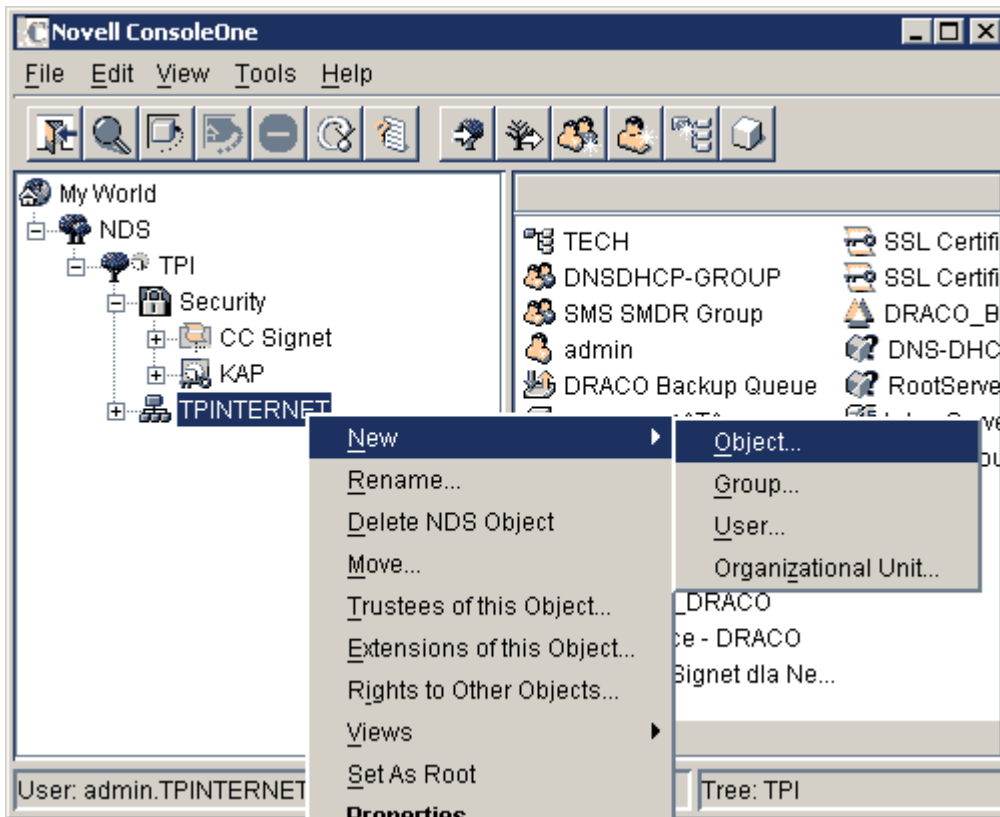 Novell ConsoleOne
File Edit View Tools Help
My World
NDS
TPI
Security
CC Signet
KAP
TPINTERNET
TECH
DNSDHCP-GROUP
SMS SMDR Group
admin
DRACO Backup Queue
SSL Certifi
SSL Certifi
DRACO_B
DNS-DHC
RootServe
New
Rename...
Delete NDS Object
Move...
Trustees of this Object...
Extensions of this Object...
Rights to Other Objects...
Views
Set As Root
Properties
Object...
Group...
User...
Organizational Unit...
_DRACO
ce - DRACO
Signet dla Ne...
User: admin.TPINTERNET
Tree: TPI